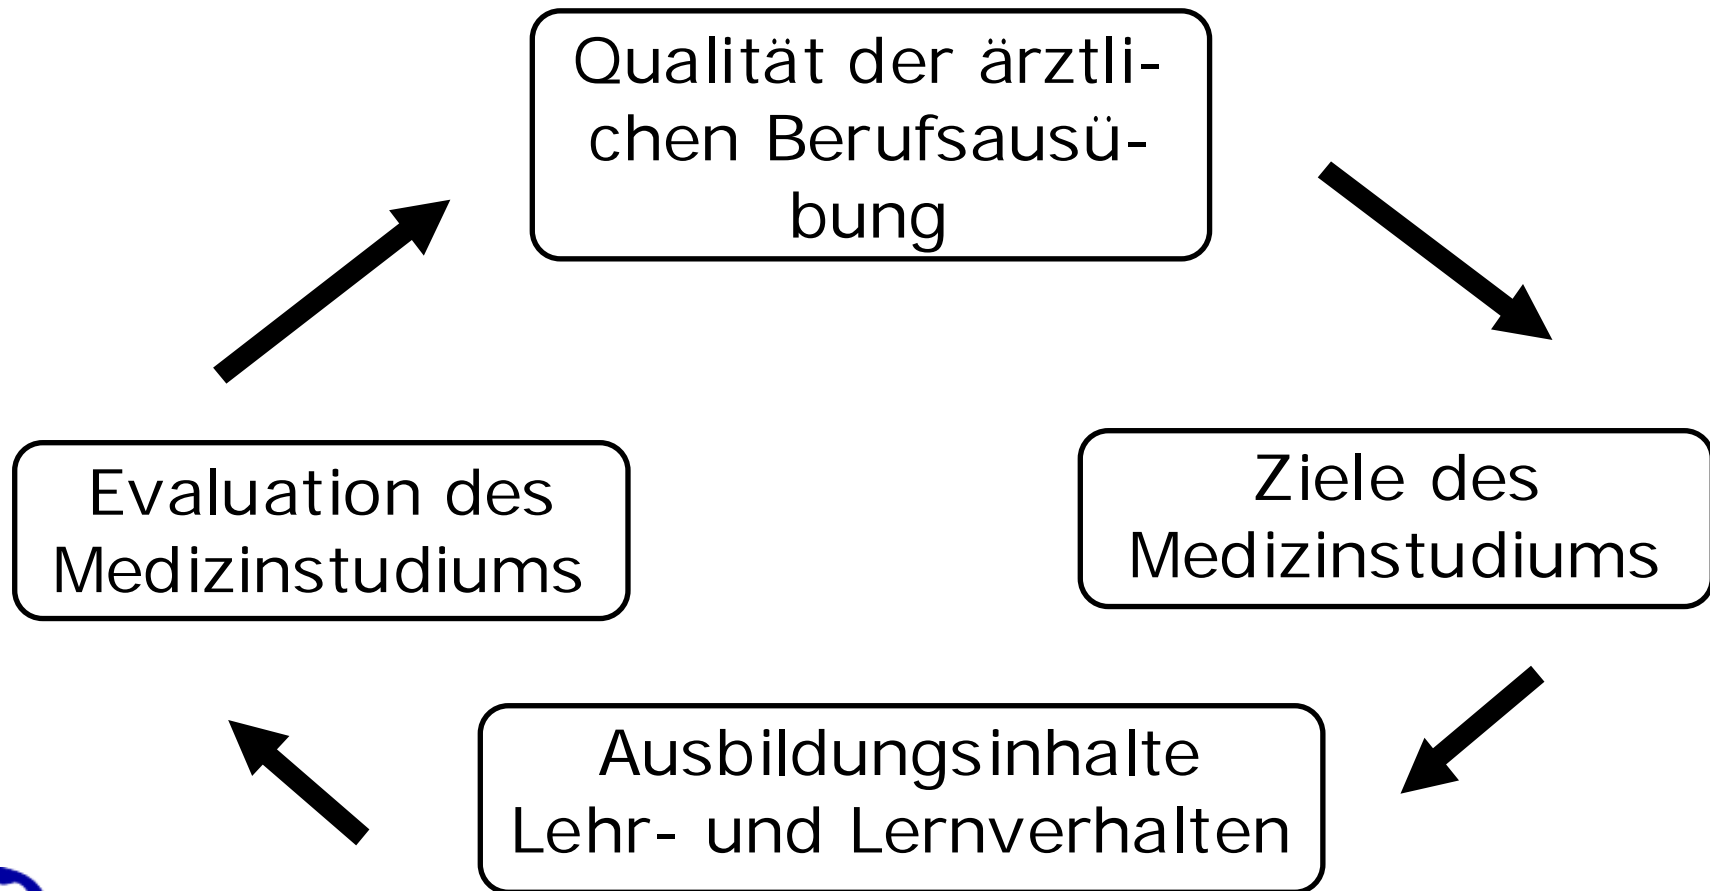 Qualität der ärztli-
chen Berufsausü-
bung
Evaluation des
Medizinstudiums
Ziele des
Medizinstudiums
Ausbildungsinhalte
Lehr- und Lernverhalten